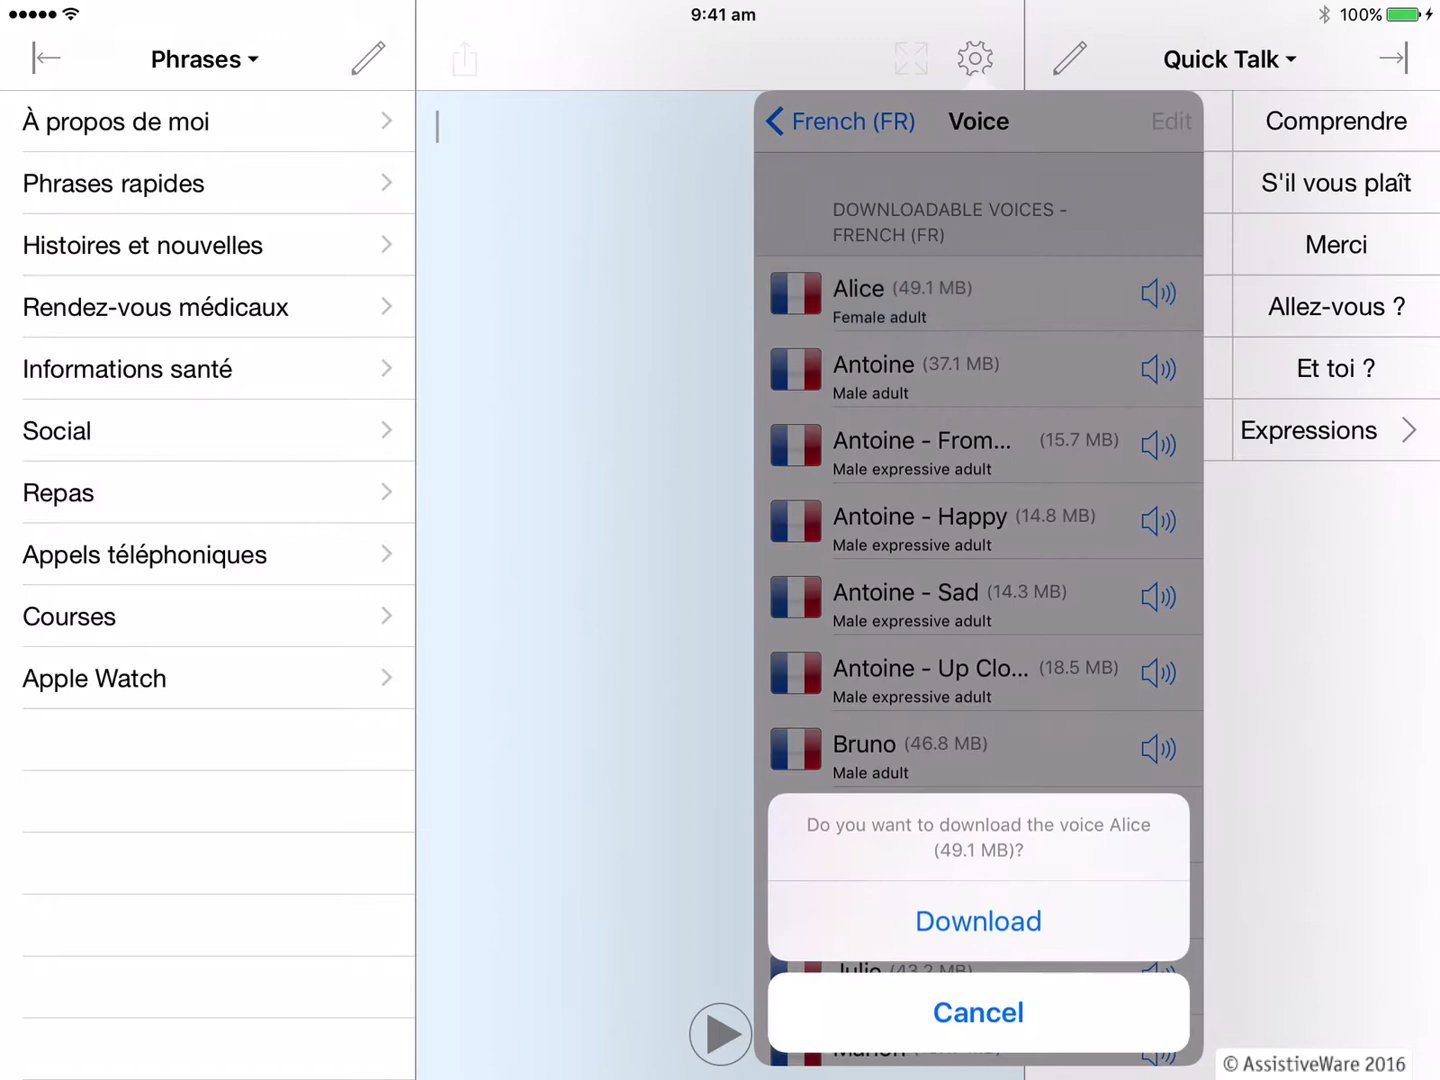 9:41 am
100%
Phrases
Quick Talk
À propos de moi
Phrases rapides
Histoires et nouvelles
Rendez-vous médicaux
Informations santé
Social
Repas
Appels téléphoniques
Courses
Apple Watch
French (FR)
Voice
Edit
DOWNLOADABLE VOICES -
FRENCH (FR)
Alice (49.1 MB)
Female adult
Antoine (37.1 MB)
Male adult
Antoine - From... (15.7 MB)
Male expressive adult
Antoine - Happy (14.8 MB)
Male expressive adult
Antoine - Sad (14.3 MB)
Male expressive adult
Antoine - Up Clo... (18.5 MB)
Male expressive adult
Bruno (46.8 MB)
Male adult
Do you want to download the voice Alice
(49.1 MB)?
Download
Cancel
Comprendre
S'il vous plaît
Merci
Allez-vous ?
Et toi ?
Expressions
© AssistiveWare 2016